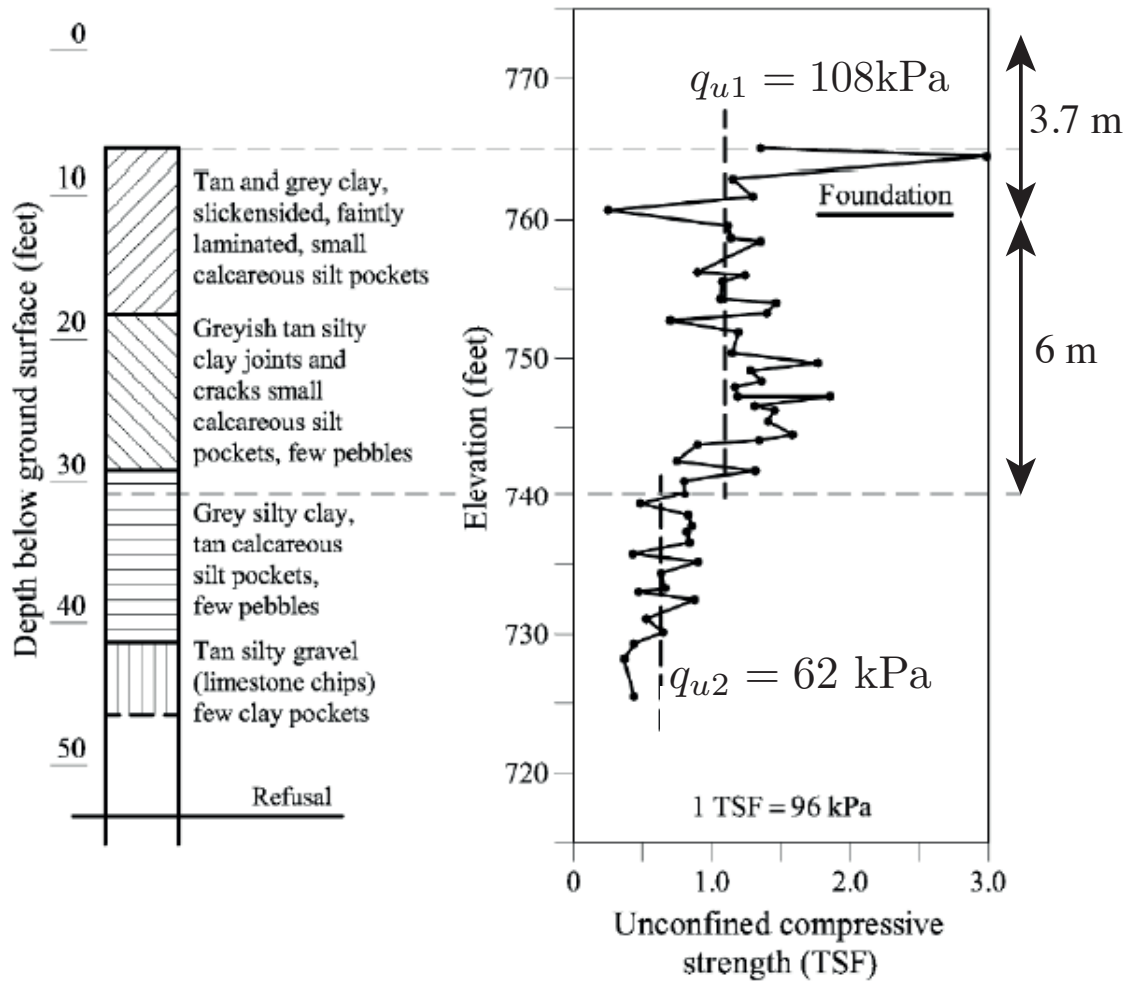 Depth below ground surface (feet)
0
10
20
30
40
50
Tan and grey clay,
slickensided, faintly
laminated, small
calcareous silt pockets
Greyish tan silty
clay joints and
cracks small
calcareous silt
pockets, few pebbles
Grey silty clay,
tan calcareous
silt pockets,
few pebbles
Tan silty gravel
(limestone chips)
few clay pockets
Refusal
Elevation (feet)
770
760
750
740
730
720
q_{u1} = 108kPa
Foundation
q_{u2} = 62 kPa
1 TSF = 96 kPa
0
1.0
2.0
3.0
Unconfined compressive
strength (TSF)
3.7 m
6 m